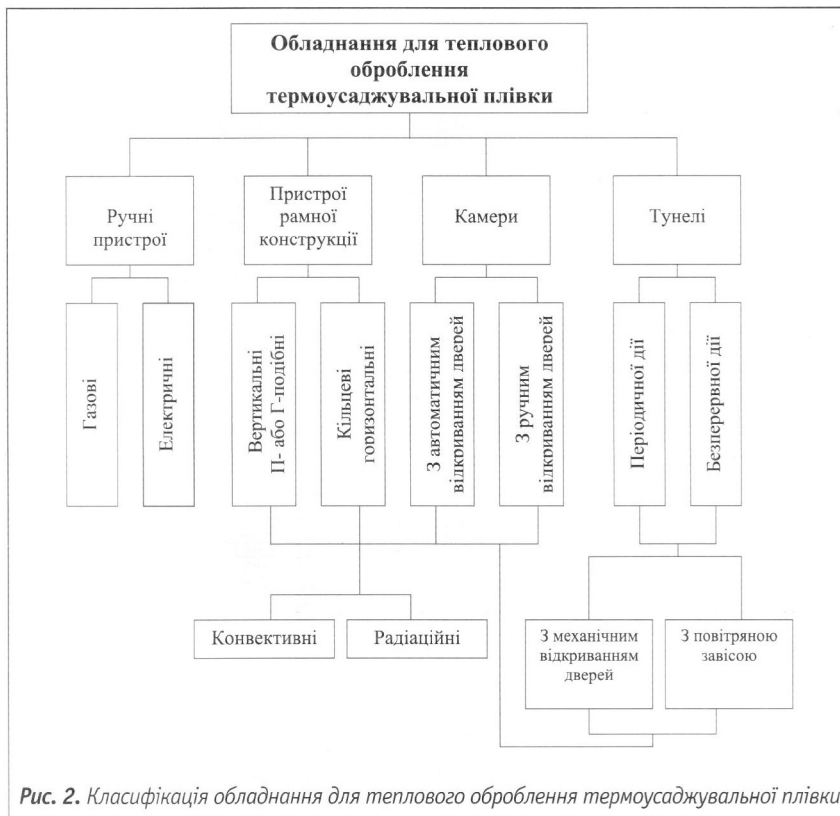 Обладнання для теплового
оброблення
термоусаджувальної плівки
Ручні
пристрої
Пристрої
рамної
конструкції
Камери
Тунелі
Газові
Електричні
Вертикальні
П- або Г-подібні
Кільцеві
горизонтальні
З автоматичним
відкриванням дверей
З ручним
відкриванням дверей
Періодичної дії
Безперервної дії
Конвективні
Радіаційні
З механічним
відкриванням
дверей
З повітряною
завісою
Рис. 2. Класифікація обладнання для теплового оброблення термоусаджувальної плівки